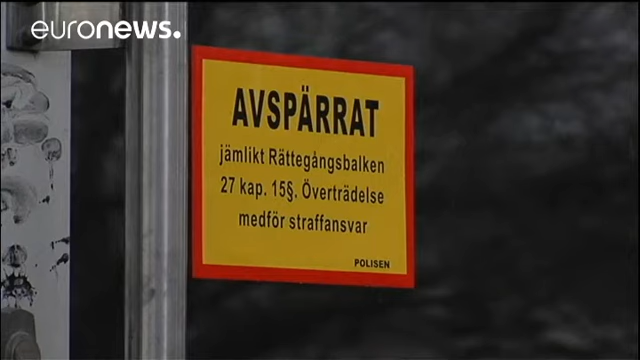 euronews.
AVSPÄRRAT
jämlikt Rättegångsbalken
27 kap. 15§. Överträdelse
medför straffansvar
POLISEN